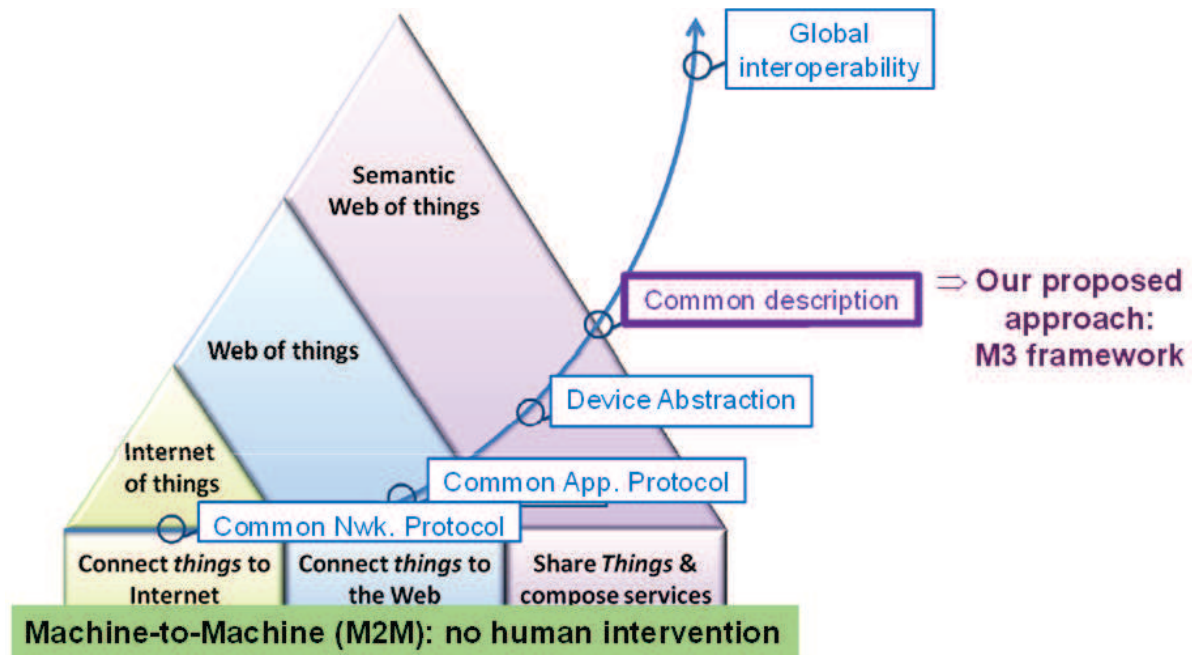 Global
interoperability
Semantic
Web of things
Common description
⇒ Our proposed
approach:
M3 framework
Web of things
Device Abstraction
Internet
of things
Common App. Protocol
Common Nwk. Protocol
Connect things to
Internet
Connect things to
the Web
Share Things &
compose services
Machine-to-Machine (M2M): no human intervention